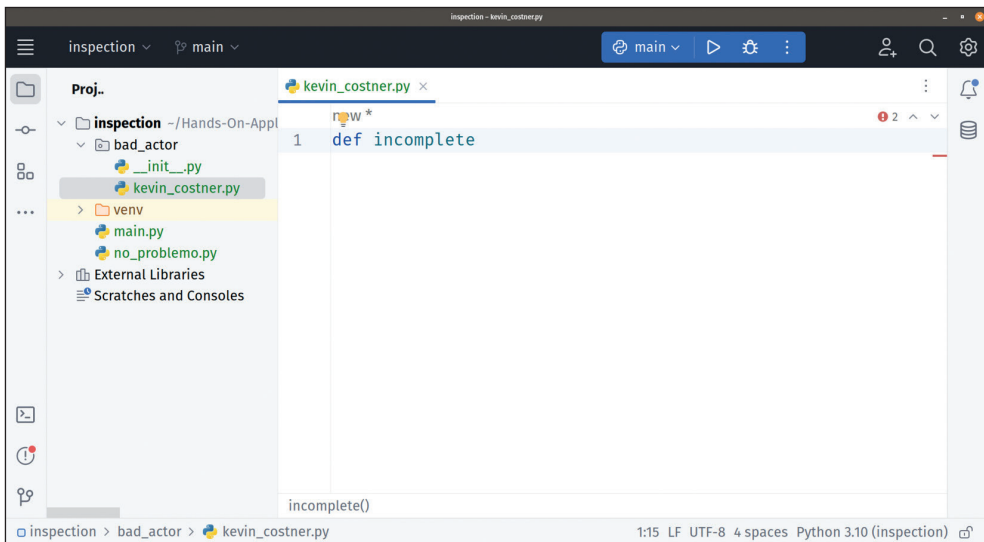 inspection – kevin_costner.py
inspection main main
Proj..
kevin_costner.py
inspection ~/Hands-On-Appl
bad_actor
__init__.py
kevin_costner.py
venv
main.py
no_problemo.py
External Libraries
Scratches and Consoles
new *
2
1 def incomplete
incomplete()
inspection > bad_actor > kevin_costner.py 1:15 LF UTF-8 4 spaces Python 3.10 (inspection)